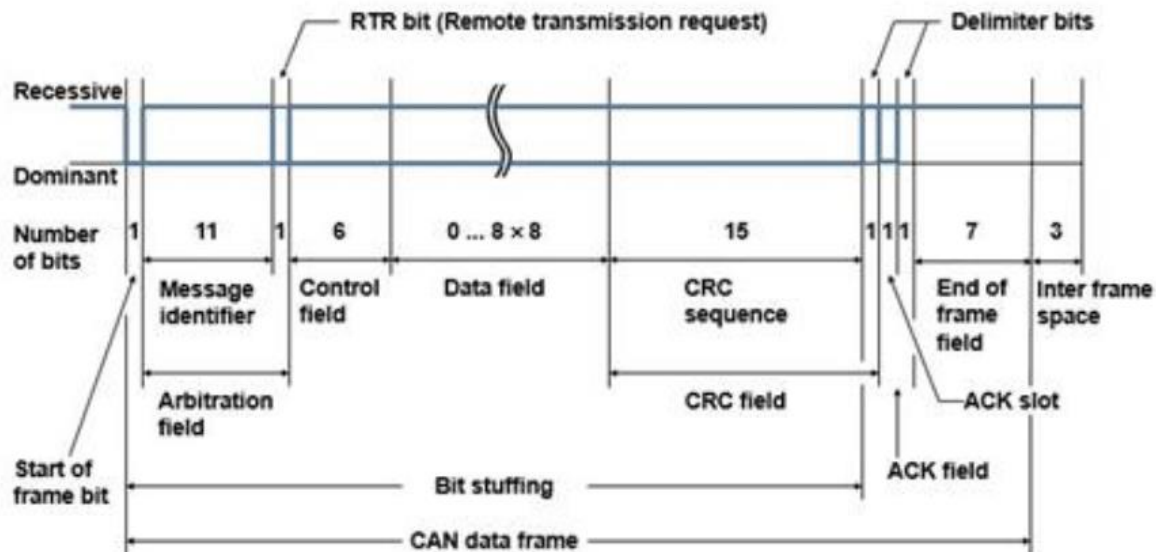 RTR bit (Remote transmission request)
Delimiter bits
Recessive
Dominant
Number
of bits
1
11
1
6
0 ... 8 × 8
15
1
1
1
7
3
Message
identifier
Control
field
Data field
CRC
sequence
End of
frame
field
Inter frame
space
Arbitration
field
CRC field
ACK slot
Start of
frame bit
ACK field
Bit stuffing
CAN data frame